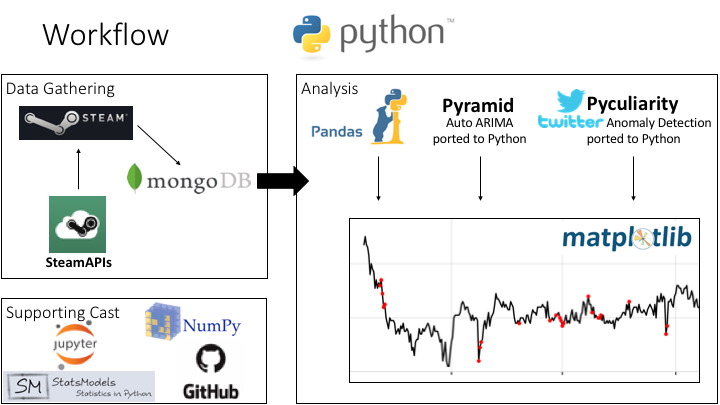 Workflow
python™
Data Gathering
STEAM®
mongoDB
SteamAPIs
Analysis
Pandas
Pyramid
Auto ARIMA
ported to Python
Pyculiarity
twitter Anomaly Detection
ported to Python
matplotlib
Supporting Cast
jupyter
NumPy
SM StatsModels
Statistics in Python
GitHub